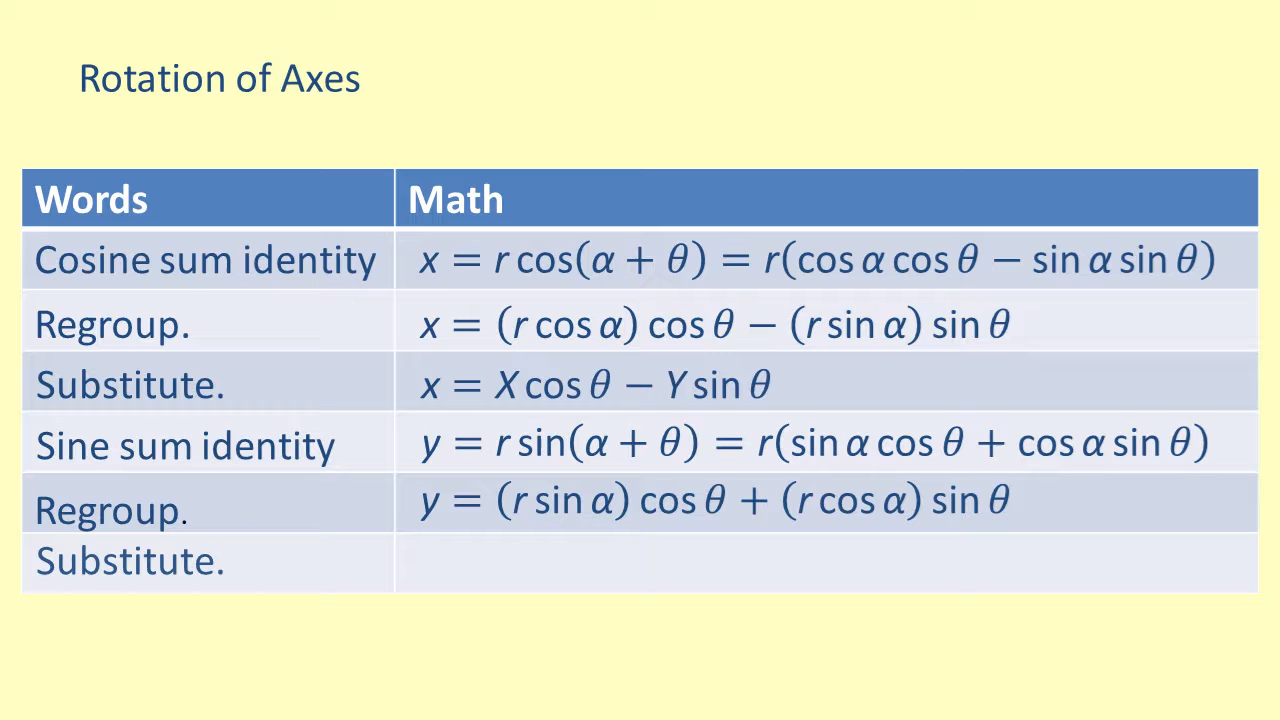 Rotation of Axes
Words Math
Cosine sum identity x = r cos(α + θ) = r(cos α cos θ − sin α sin θ)
Regroup. x = (r cos α) cos θ − (r sin α) sin θ
Substitute. x = X cos θ − Y sin θ
Sine sum identity y = r sin(α + θ) = r(sin α cos θ + cos α sin θ)
Regroup. y = (r sin α) cos θ + (r cos α) sin θ
Substitute.